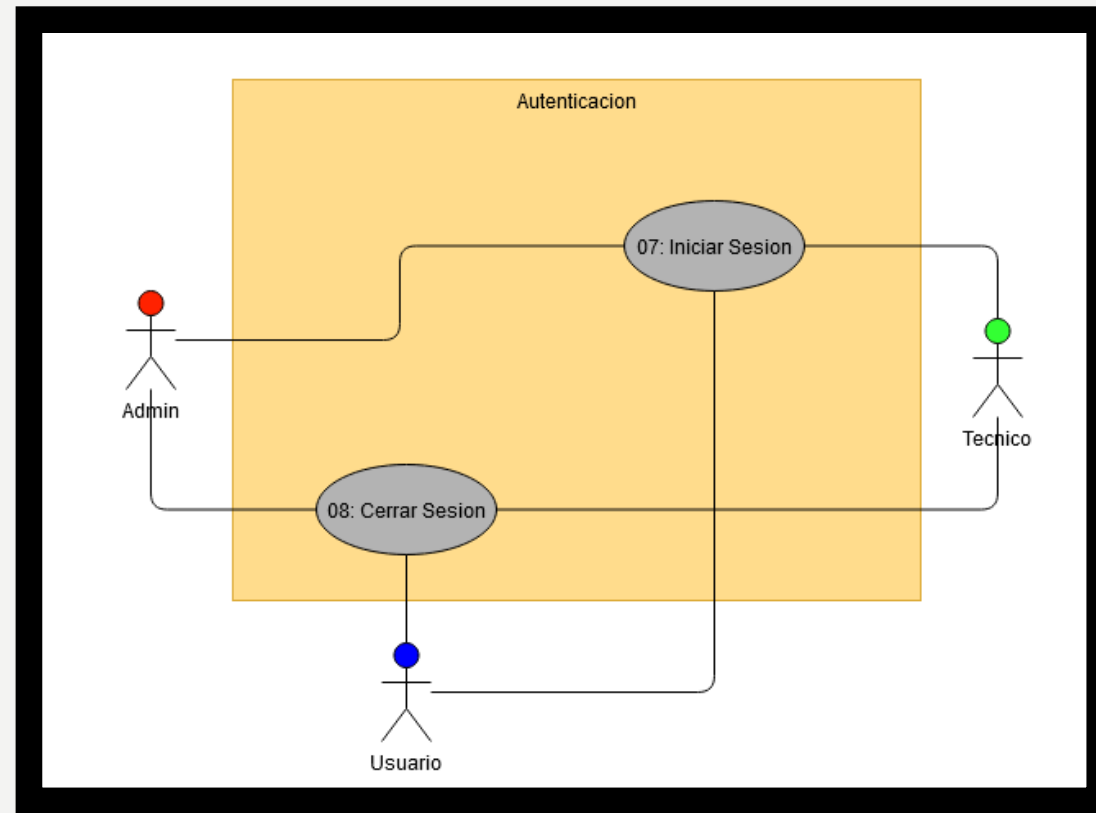 Autenticacion
07: Iniciar Sesion
Admin
Tecnico
08: Cerrar Sesion
Usuario